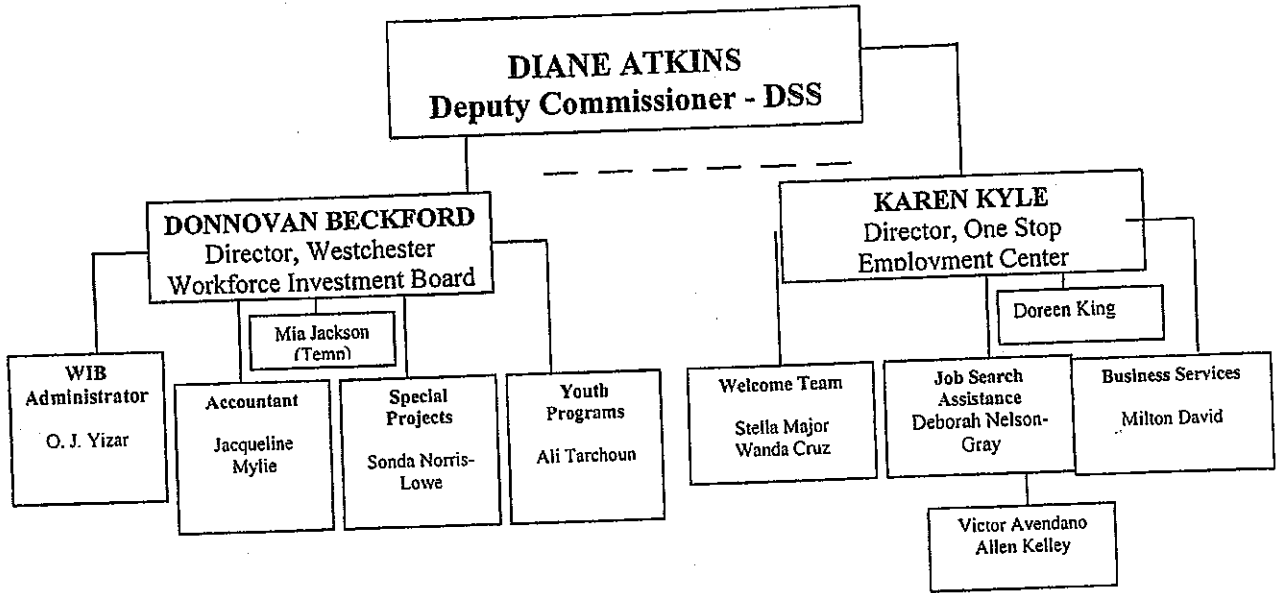 DIANE ATKINS
Deputy Commissioner - DSS
DONNOVAN BECKFORD
Director, Westchester
Workforce Investment Board
KAREN KYLE
Director, One Stop
Employment Center
Mia Jackson
(Temp)
Doreen King
WIB
Administrator
O. J. Yizar
Accountant
Jacqueline
Mylie
Special
Projects
Sonda Norris-
Lowe
Youth
Programs
Ali Tarchoun
Welcome Team
Stella Major
Wanda Cruz
Job Search
Assistance
Deborah Nelson-
Gray
Business Services
Milton David
Victor Avendano
Allen Kelley